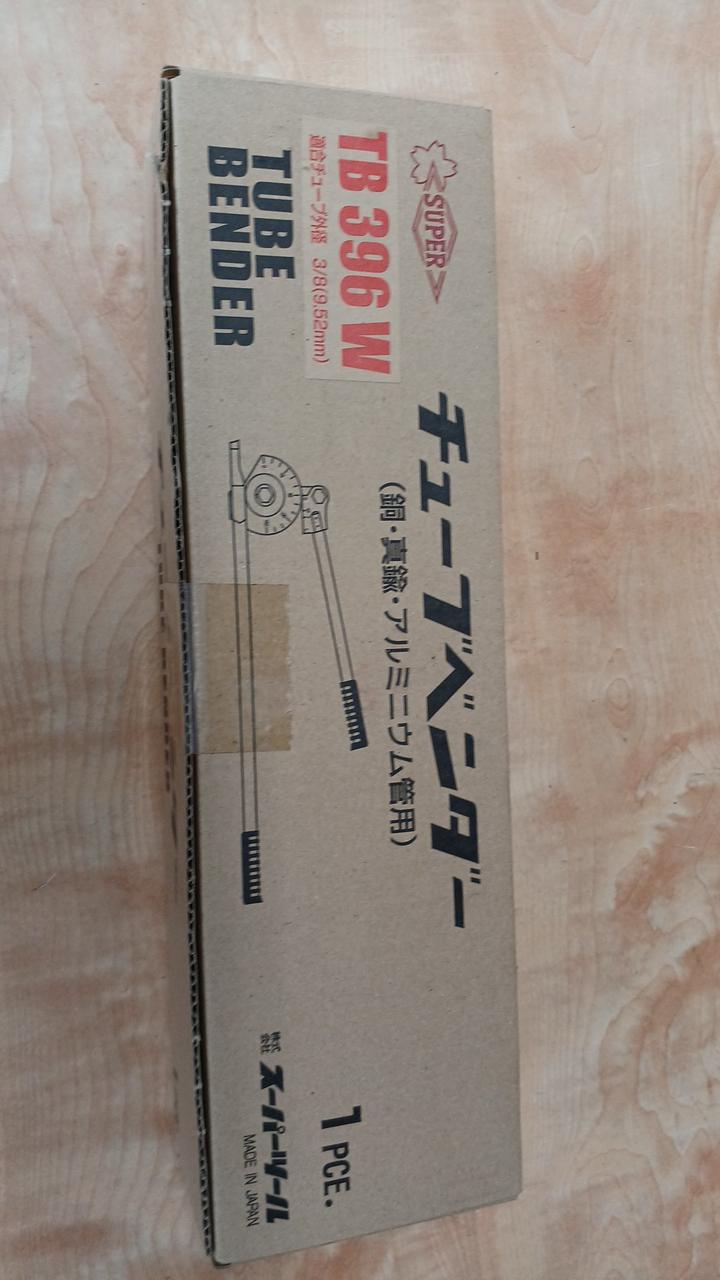 SUPER
チューブベンダー
(銅・真鍮・アルミニウム管用)
TB 396 W
適合チューブ外径 3/8(9.52mm)
TUBE
BENDER
1 PCE.
株式
会社 スーパーツール
MADE IN JAPAN